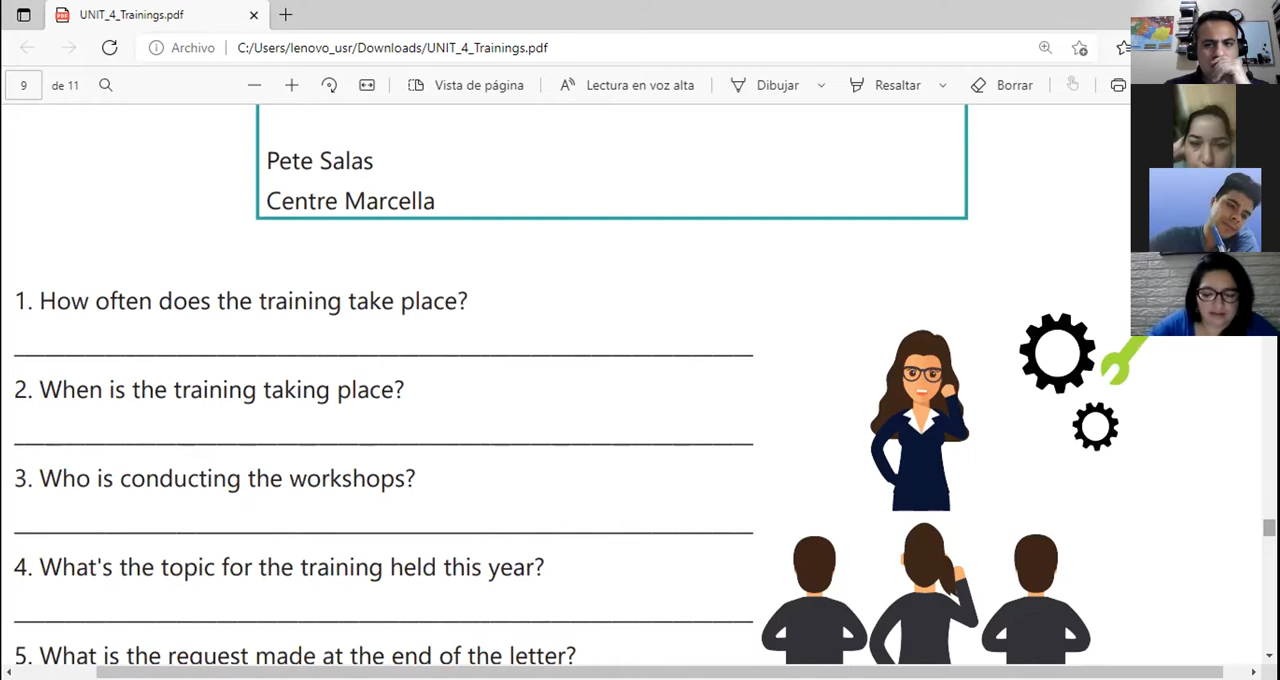 UNIT_4_Trainings.pdf
Archivo C:/Users/lenovo_usr/Downloads/UNIT_4_Trainings.pdf
9 de 11 Vista de página Lectura en voz alta Dibujar Resaltar Borrar
Pete Salas
Centre Marcella
1. How often does the training take place?
2. When is the training taking place?
3. Who is conducting the workshops?
4. What's the topic for the training held this year?
5. What is the request made at the end of the letter?